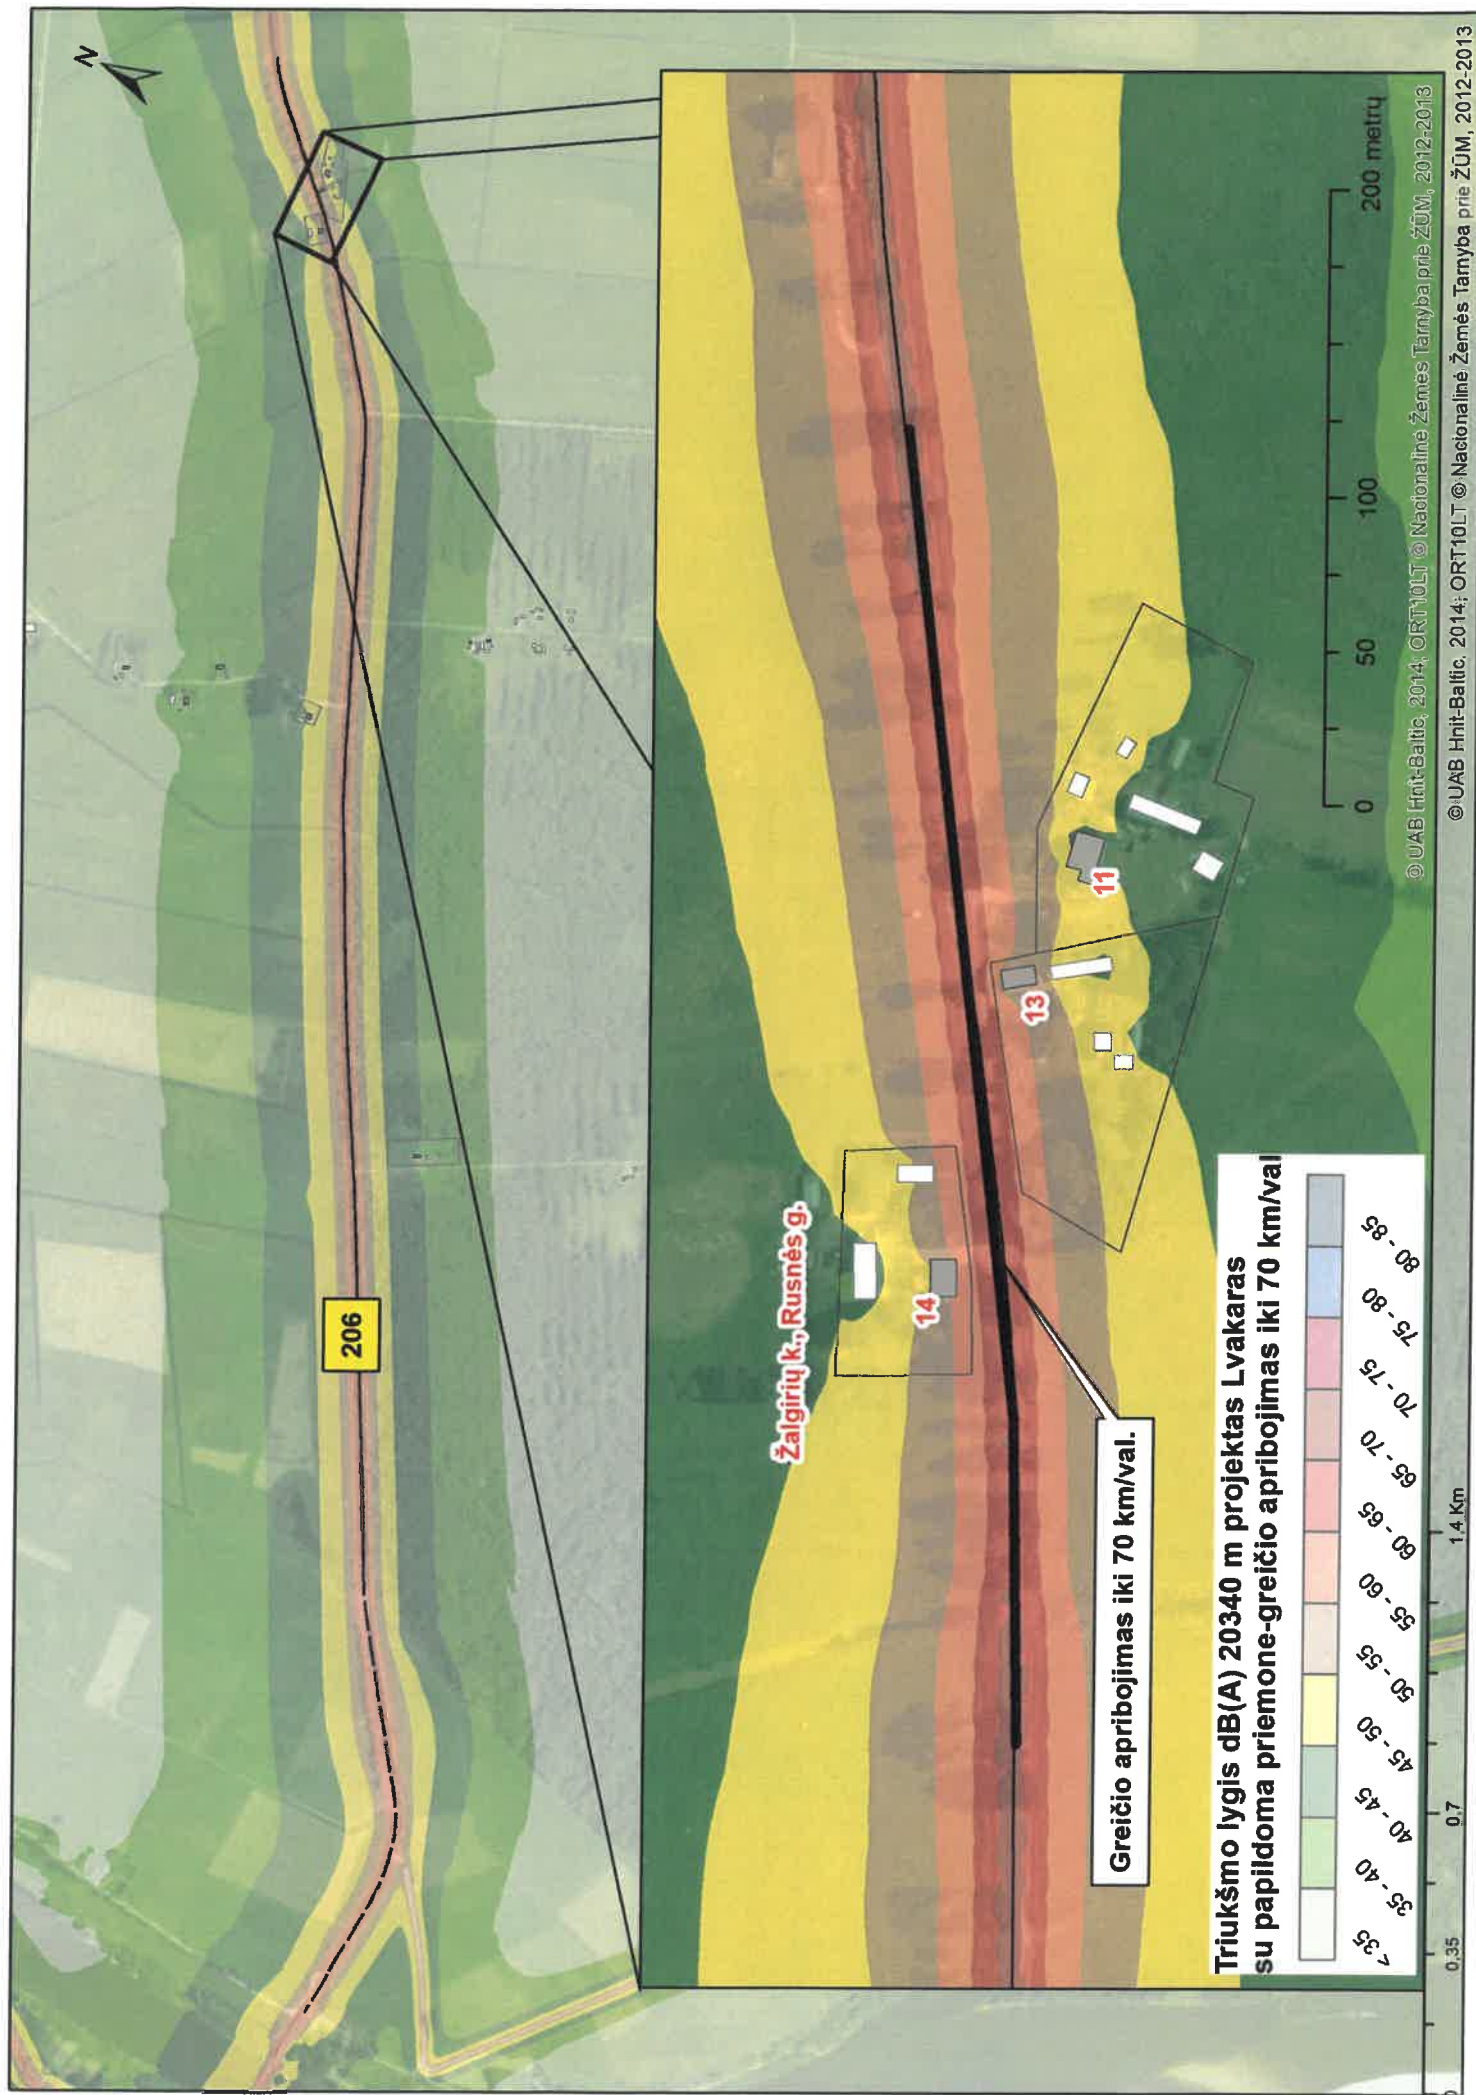 N
206
Žalgirių k., Rusnės g.
14
13
11
Greičio apribojimas iki 70 km/val.
0
50
100
200 metrų
Triukšmo lygis dB(A) 20340 m projektas Lvakaras
su papildoma priemone-greičio apribojimas iki 70 km/val
< 35
35 - 40
40 - 45
45 - 50
50 - 55
55 - 60
60 - 65
65 - 70
70 - 75
75 - 80
80 - 85
© UAB Hnit-Baltic, 2014; ORT10LT © Nacionalinė Žemės Tarnyba prie ŽŪM, 2012-2013
0,35
0,7
1,4 Km
© UAB Hnit-Baltic, 2014; ORT10LT © Nacionalinė Žemės Tarnyba prie ŽŪM, 2012-2013